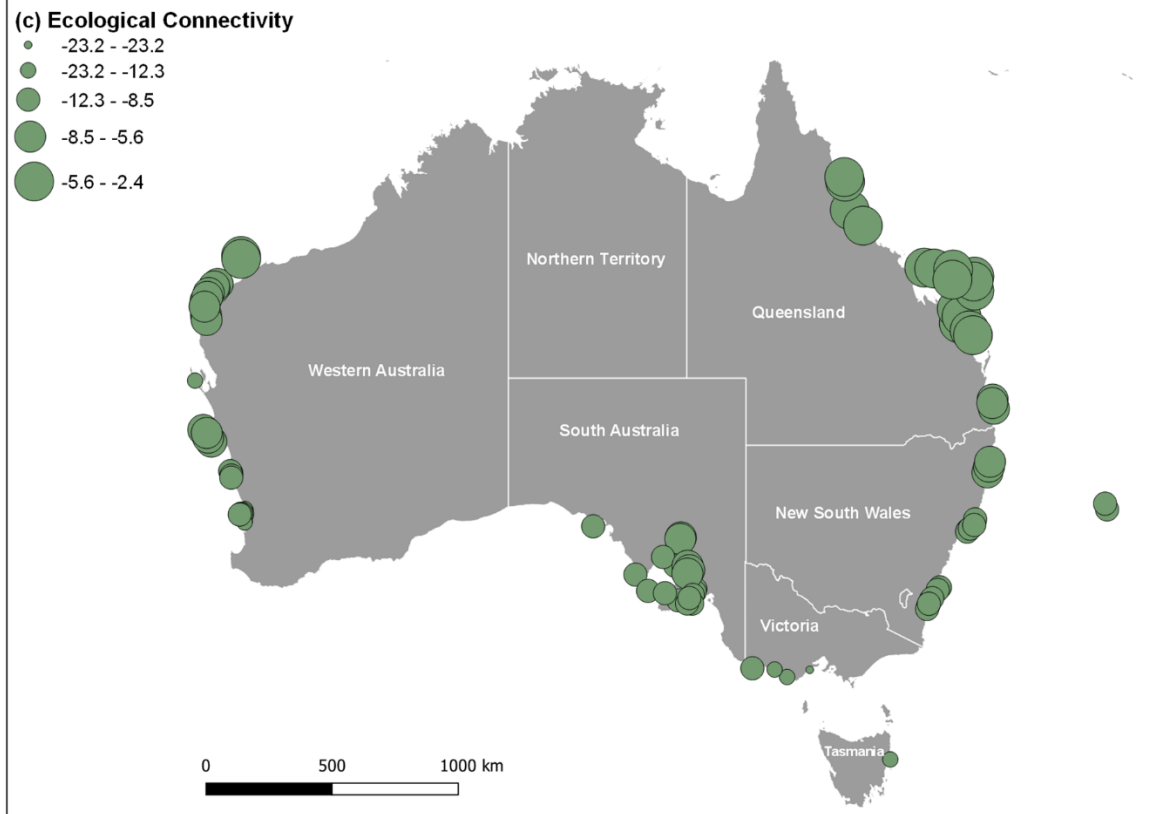 (c) Ecological Connectivity
-23.2 - -23.2
-23.2 - -12.3
-12.3 - -8.5
-8.5 - -5.6
-5.6 - -2.4
Northern Territory
Queensland
Western Australia
South Australia
New South Wales
Victoria
Tasmania
0 500 1000 km